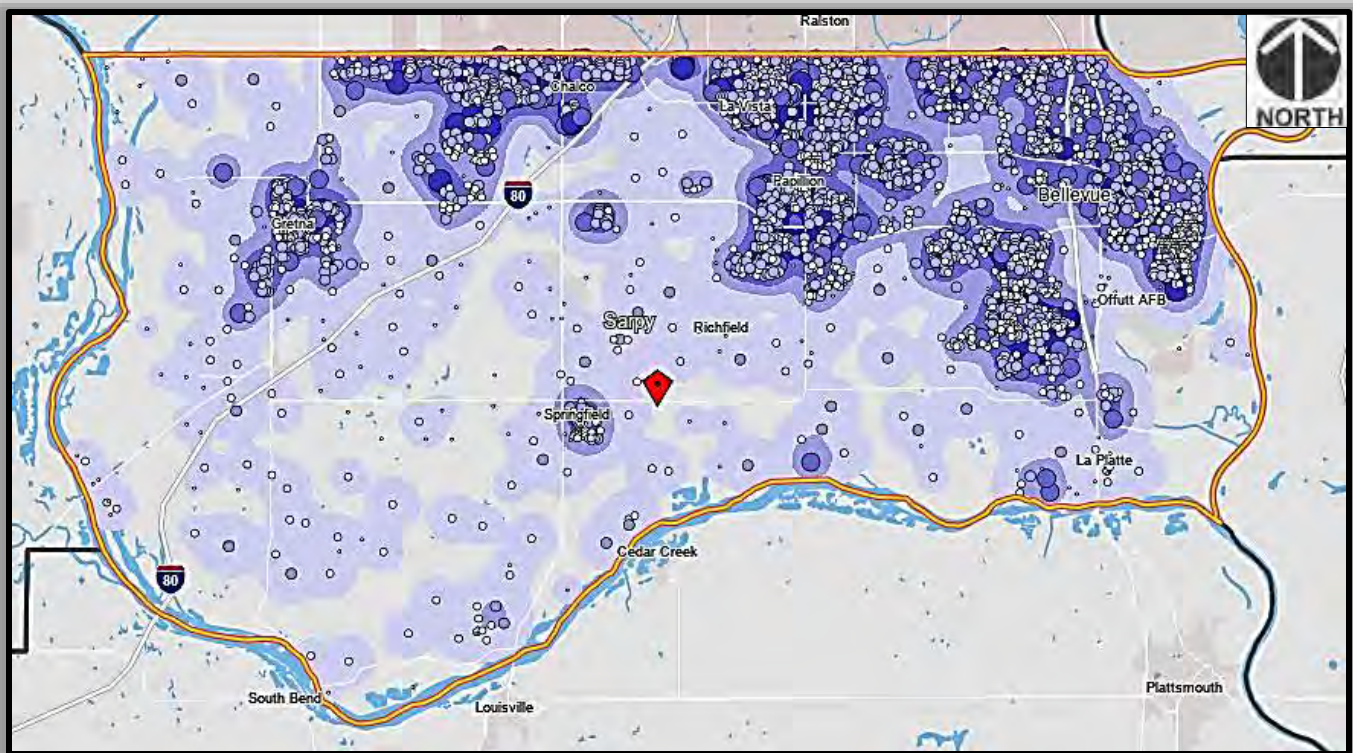 Ralston
NORTH
Chalco
La Vista
Papillion
80
Bellevue
Gretna
Offutt AFB
Sarpy
Richfield
Springfield
La Platte
Cedar Creek
80
South Bend
Louisville
Plattsmouth